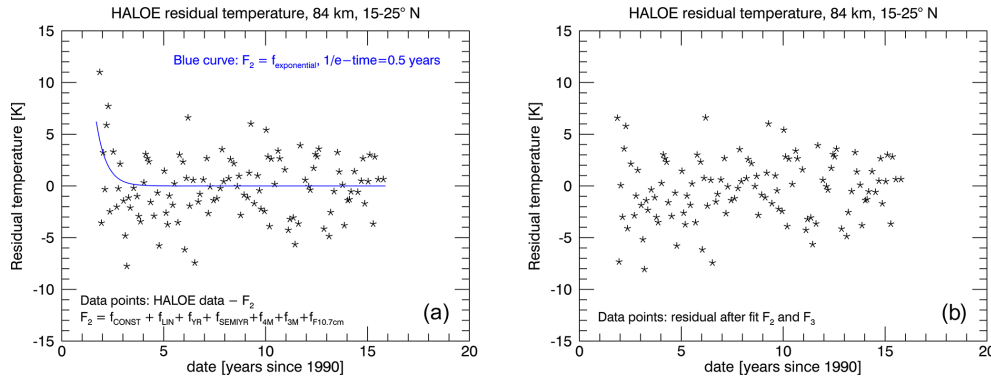 HALOE residual temperature, 84 km, 15-25° N
15
10
5
0
-5
-10
-15
Residual temperature [K]
Blue curve: F2 = fexponential, 1/e−time=0.5 years
Data points: HALOE data − F2
F2 = fCONST + fLIN + fYR + fSEMIYR+f4M+f3M+fF10.7cm
(a)
0 5 10 15 20
date [years since 1990]
HALOE residual temperature, 84 km, 15-25° N
15
10
5
0
-5
-10
-15
Residual temperature [K]
Data points: residual after fit F2 and F3
(b)
0 5 10 15 20
date [years since 1990]